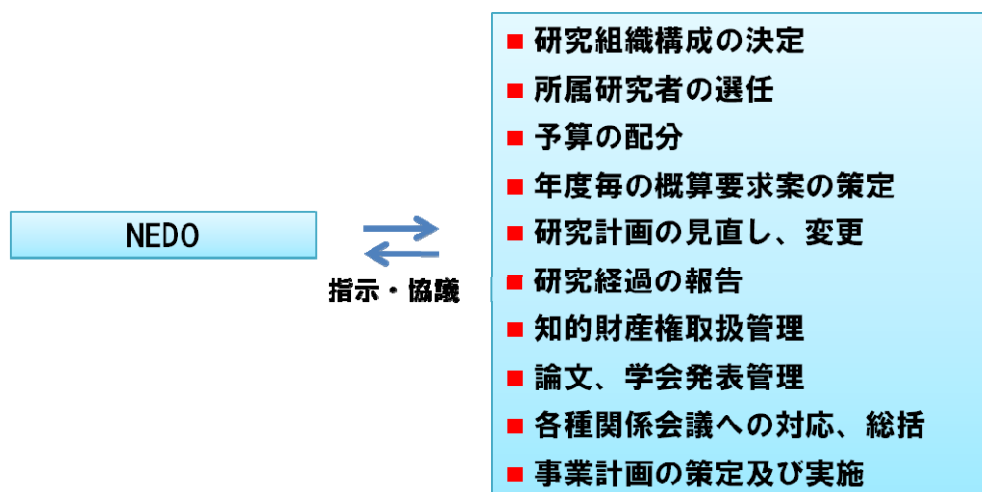 NEDO
指示・協議
■ 研究組織構成の決定
■ 所属研究者の選任
■ 予算の配分
■ 年度毎の概算要求案の策定
■ 研究計画の見直し、変更
■ 研究経過の報告
■ 知的財産権取扱管理
■ 論文、学会発表管理
■ 各種関係会議への対応、総括
■ 事業計画の策定及び実施